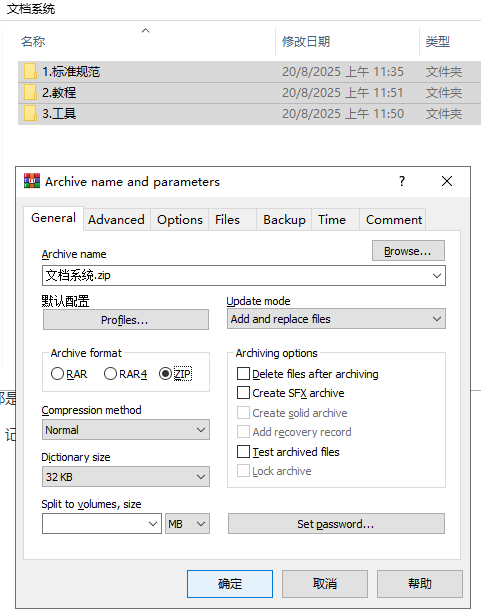 文档系统
名称 修改日期 类型
1.标准规范 20/8/2025 上午 11:35 文件夹
2.教程 20/8/2025 上午 11:51 文件夹
3.工具 20/8/2025 上午 11:50 文件夹
Archive name and parameters
General Advanced Options Files Backup Time Comment
Archive name
Browse...
文档系统.zip
默认配置
Profiles...
Update mode
Add and replace files
Archive format
RAR RAR4 ZIP
Compression method
Normal
Dictionary size
32 KB
Split to volumes, size
MB
Archiving options
Delete files after archiving
Create SFX archive
Create solid archive
Add recovery record
Test archived files
Lock archive
Set password...
确定 取消 帮助
记